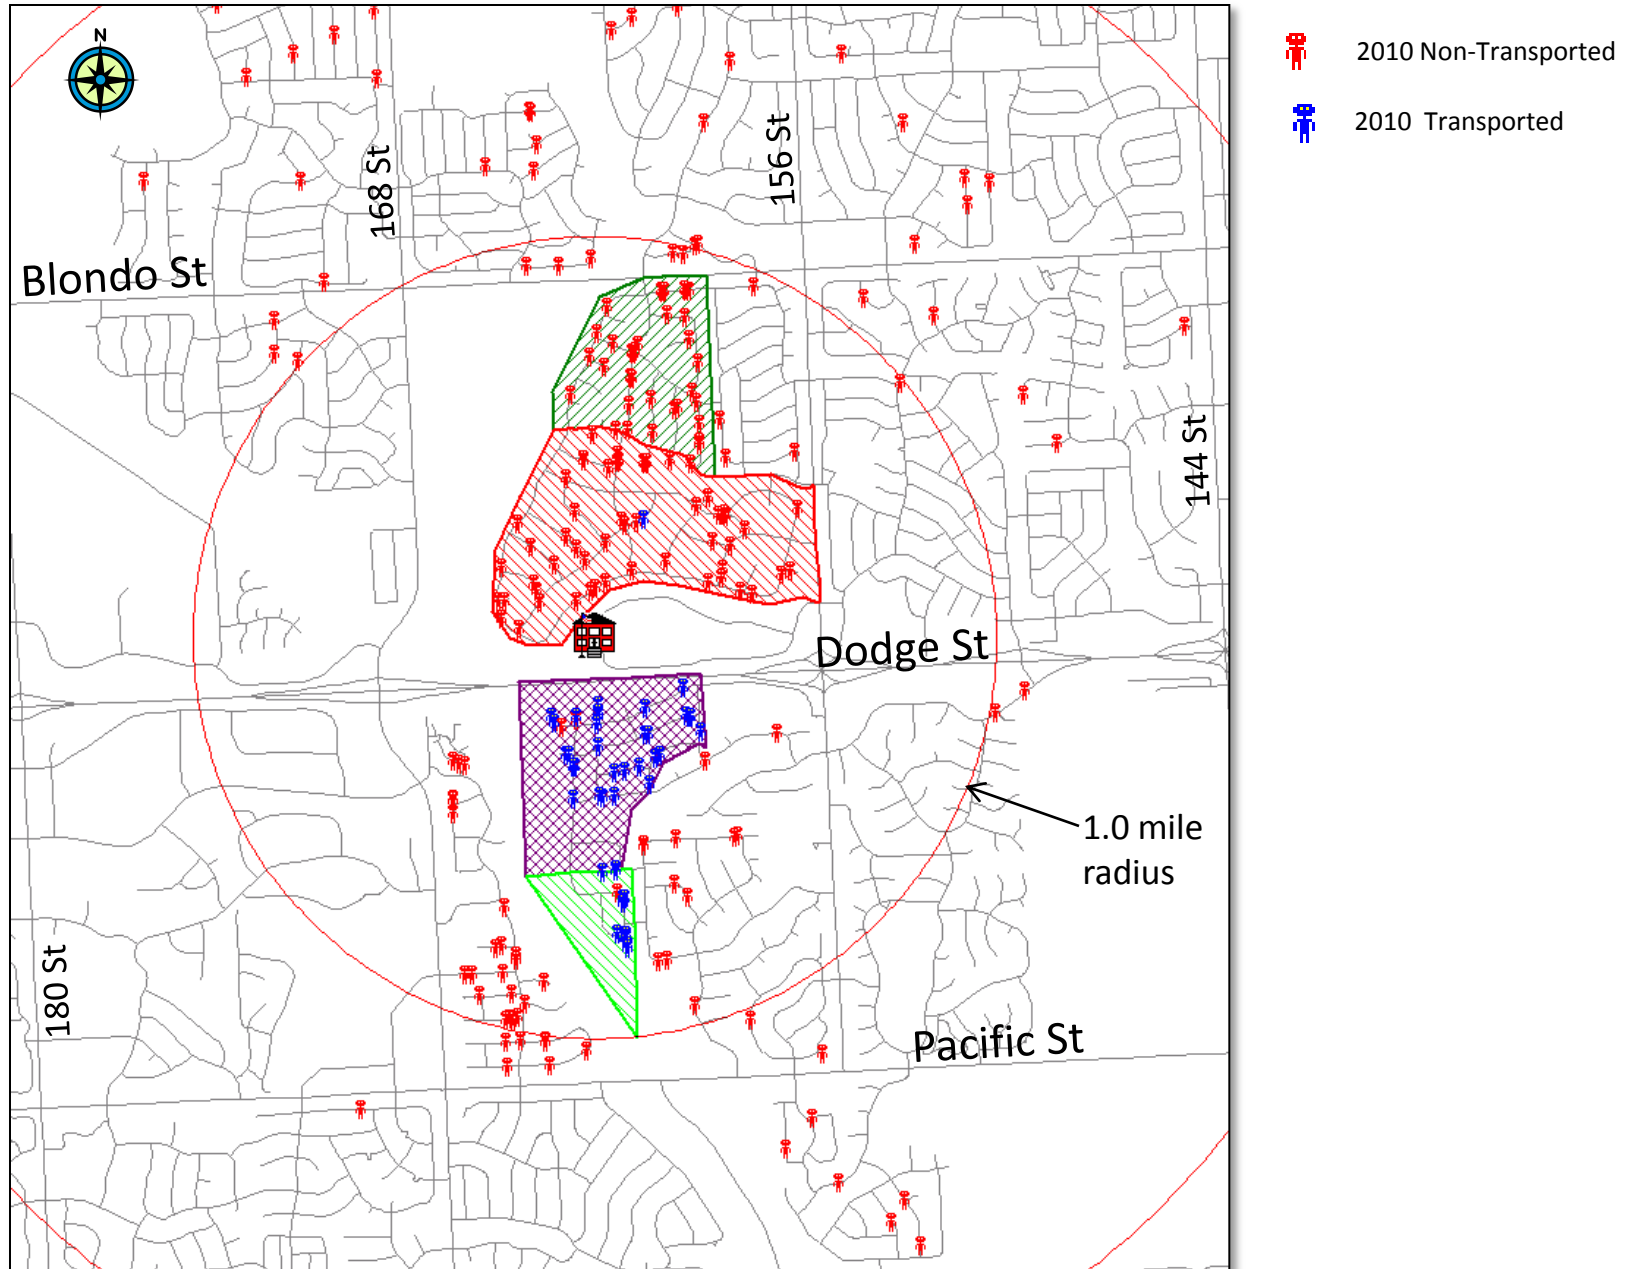 N
2010 Non-Transported
2010 Transported
168 St
156 St
Blondo St
144 St
Dodge St
1.0 mile
radius
180 St
Pacific St